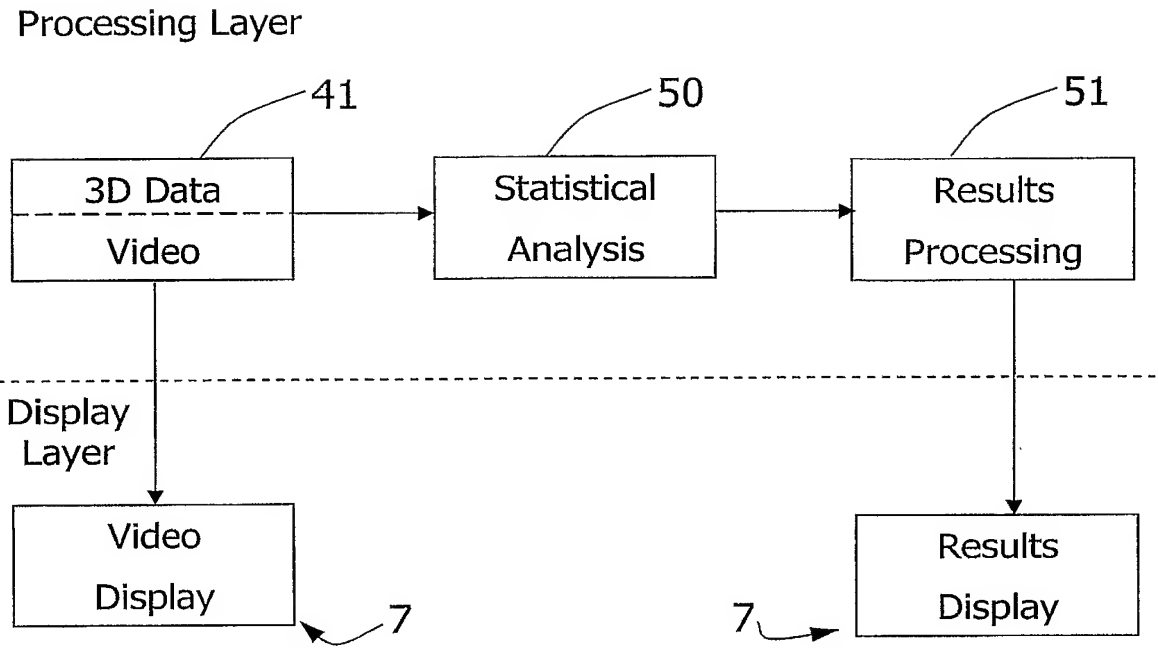 Processing Layer
41
50
51
3D Data
Video
Statistical
Analysis
Results
Processing
Display
Layer
Video
Display
7
7
Results
Display